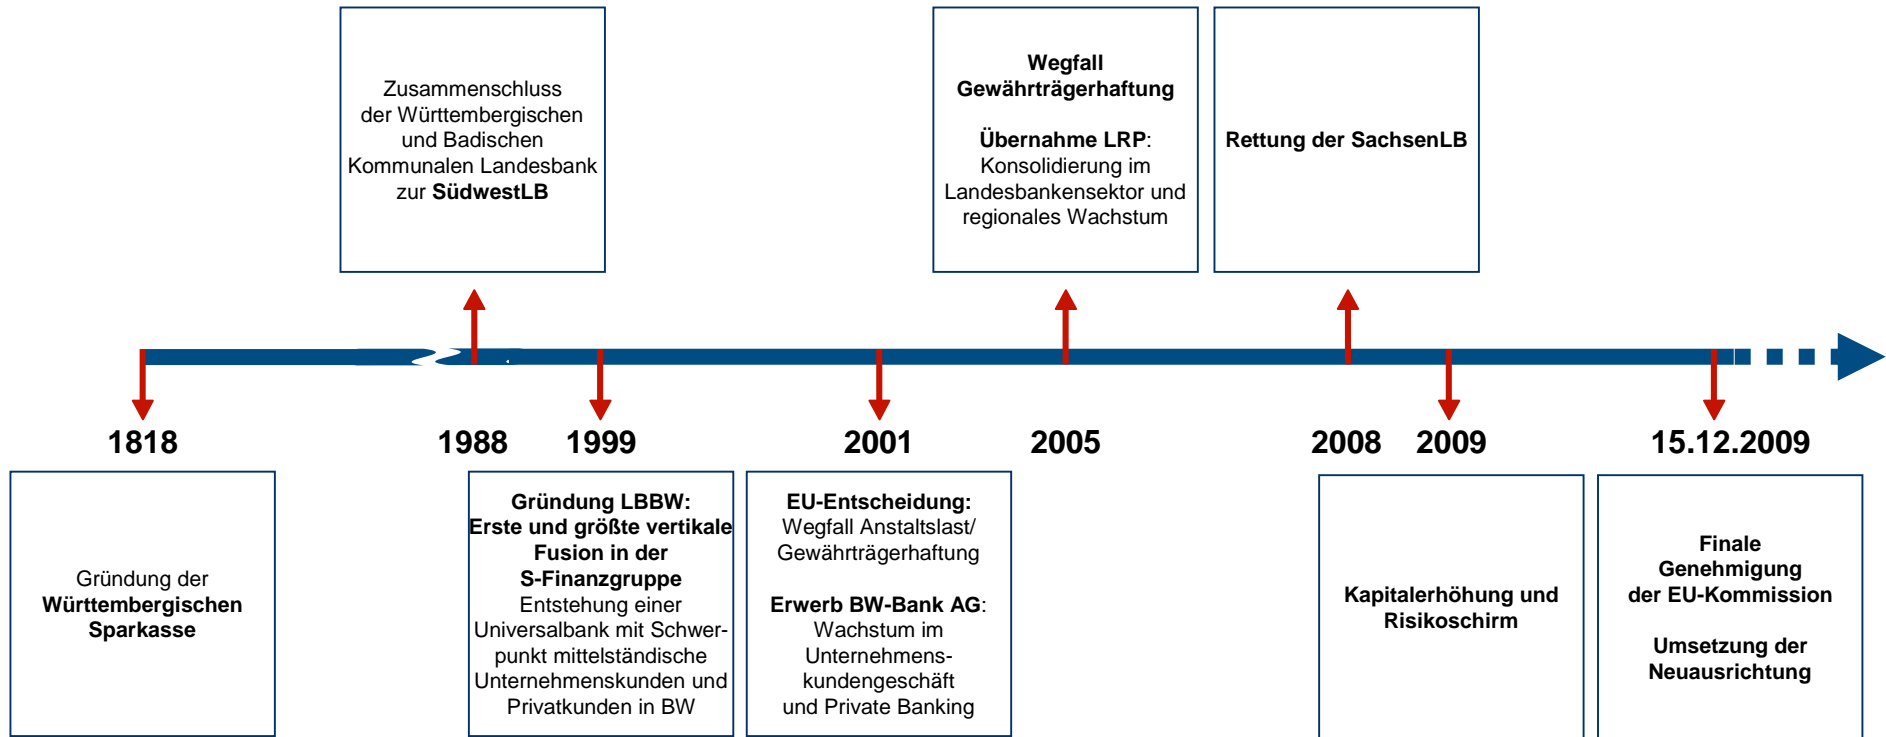 Zusammenschluss
der Württembergischen
und Badischen
Kommunalen Landesbank
zur SüdwestLB
Wegfall
Gewährträgerhaftung
Übernahme LRP:
Konsolidierung im
Landesbankensektor und
regionales Wachstum
Rettung der SachsenLB
1818
1988
1999
2001
2005
2008
2009
15.12.2009
Gründung der
Württembergischen
Sparkasse
Gründung LBBW:
Erste und größte vertikale
Fusion in der
S-Finanzgruppe
Entstehung einer
Universalbank mit Schwer-
punkt mittelständische
Unternehmenskunden und
Privatkunden in BW
EU-Entscheidung:
Wegfall Anstaltslast/
Gewährträgerhaftung
Erwerb BW-Bank AG:
Wachstum im
Unternehmens-
kundengeschäft
und Private Banking
Kapitalerhöhung und
Risikoschirm
Finale
Genehmigung
der EU-Kommission
Umsetzung der
Neuausrichtung